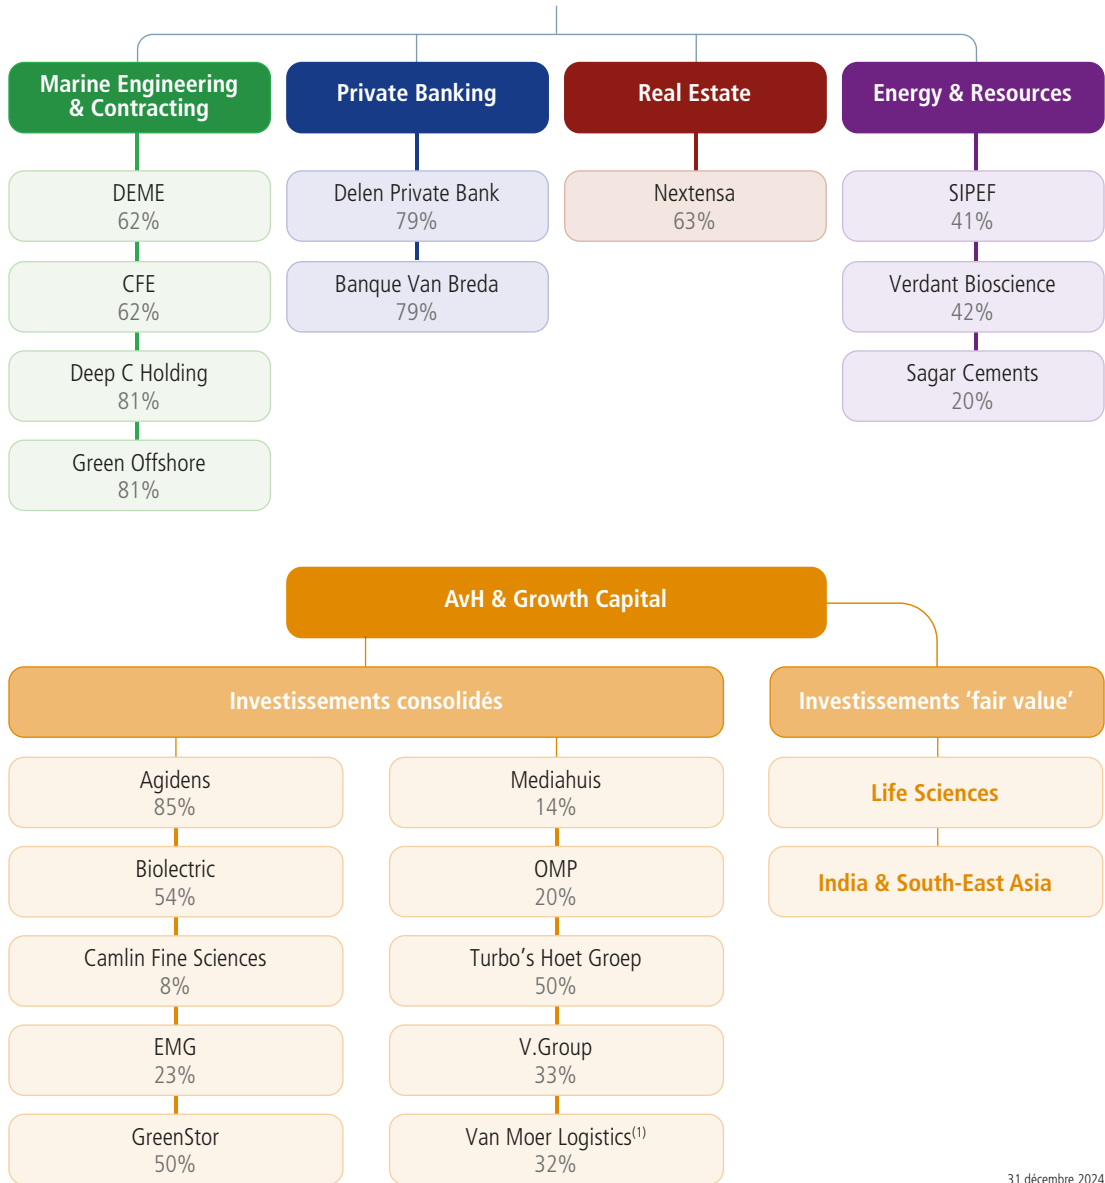 Marine Engineering
& Contracting
DEME
62%
CFE
62%
Deep C Holding
81%
Green Offshore
81%
Private Banking
Delen Private Bank
79%
Banque Van Breda
79%
Real Estate
Nextensa
63%
Energy & Resources
SIPEF
41%
Verdant Bioscience
42%
Sagar Cements
20%
AvH & Growth Capital
Investissements consolidés
Agidens
85%
Biolectric
54%
Camlin Fine Sciences
8%
EMG
23%
GreenStor
50%
Mediahuis
14%
OMP
20%
Turbo’s Hoet Groep
50%
V.Group
33%
Van Moer Logistics(1)
32%
Investissements ‘fair value’
Life Sciences
India & South-East Asia
31 décembre 2024